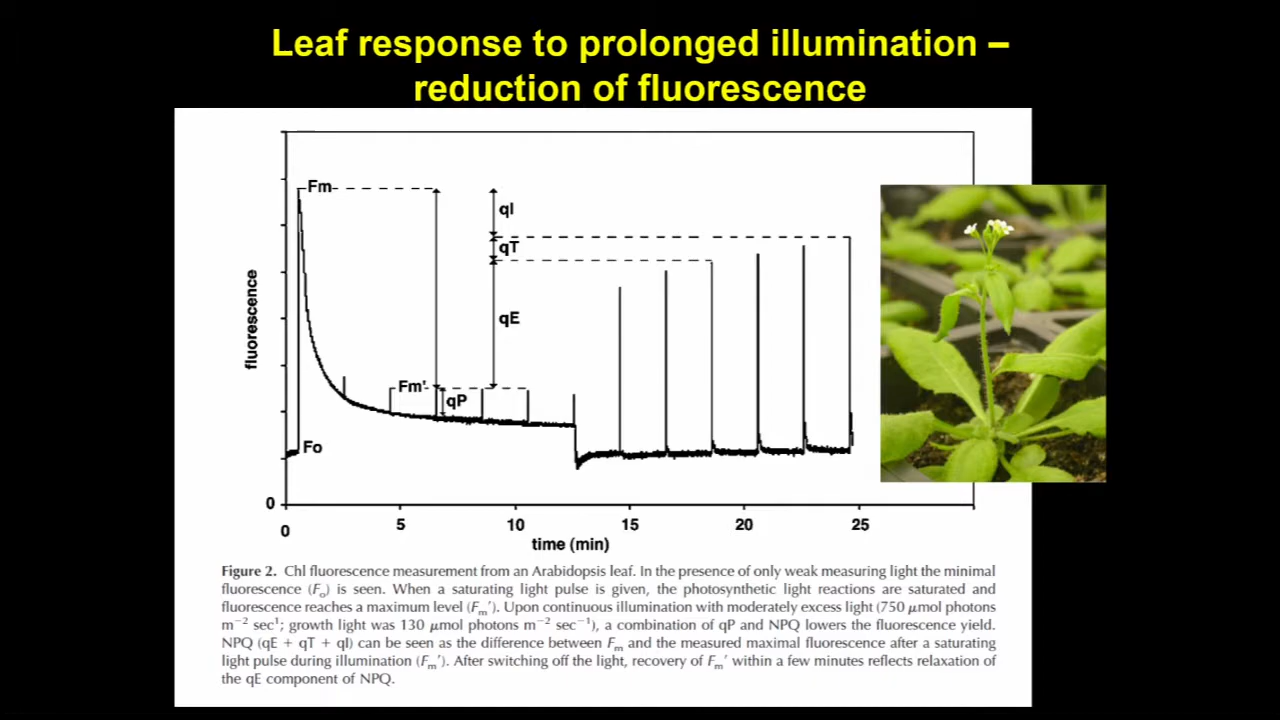 Leaf response to prolonged illumination –
reduction of fluorescence
Fm
qI
qT
qE
Fm'
qP
Fo
fluorescence
0
0
5
10
15
20
25
time (min)
Figure 2. Chl fluorescence measurement from an Arabidopsis leaf. In the presence of only weak measuring light the minimal
fluorescence (Fo) is seen. When a saturating light pulse is given, the photosynthetic light reactions are saturated and
fluorescence reaches a maximum level (Fm′). Upon continuous illumination with moderately excess light (750 μmol photons
m−2 sec1; growth light was 130 μmol photons m−2 sec−1), a combination of qP and NPQ lowers the fluorescence yield.
NPQ (qE + qT + qI) can be seen as the difference between Fm and the measured maximal fluorescence after a saturating
light pulse during illumination (Fm′). After switching off the light, recovery of Fm′ within a few minutes reflects relaxation of
the qE component of NPQ.